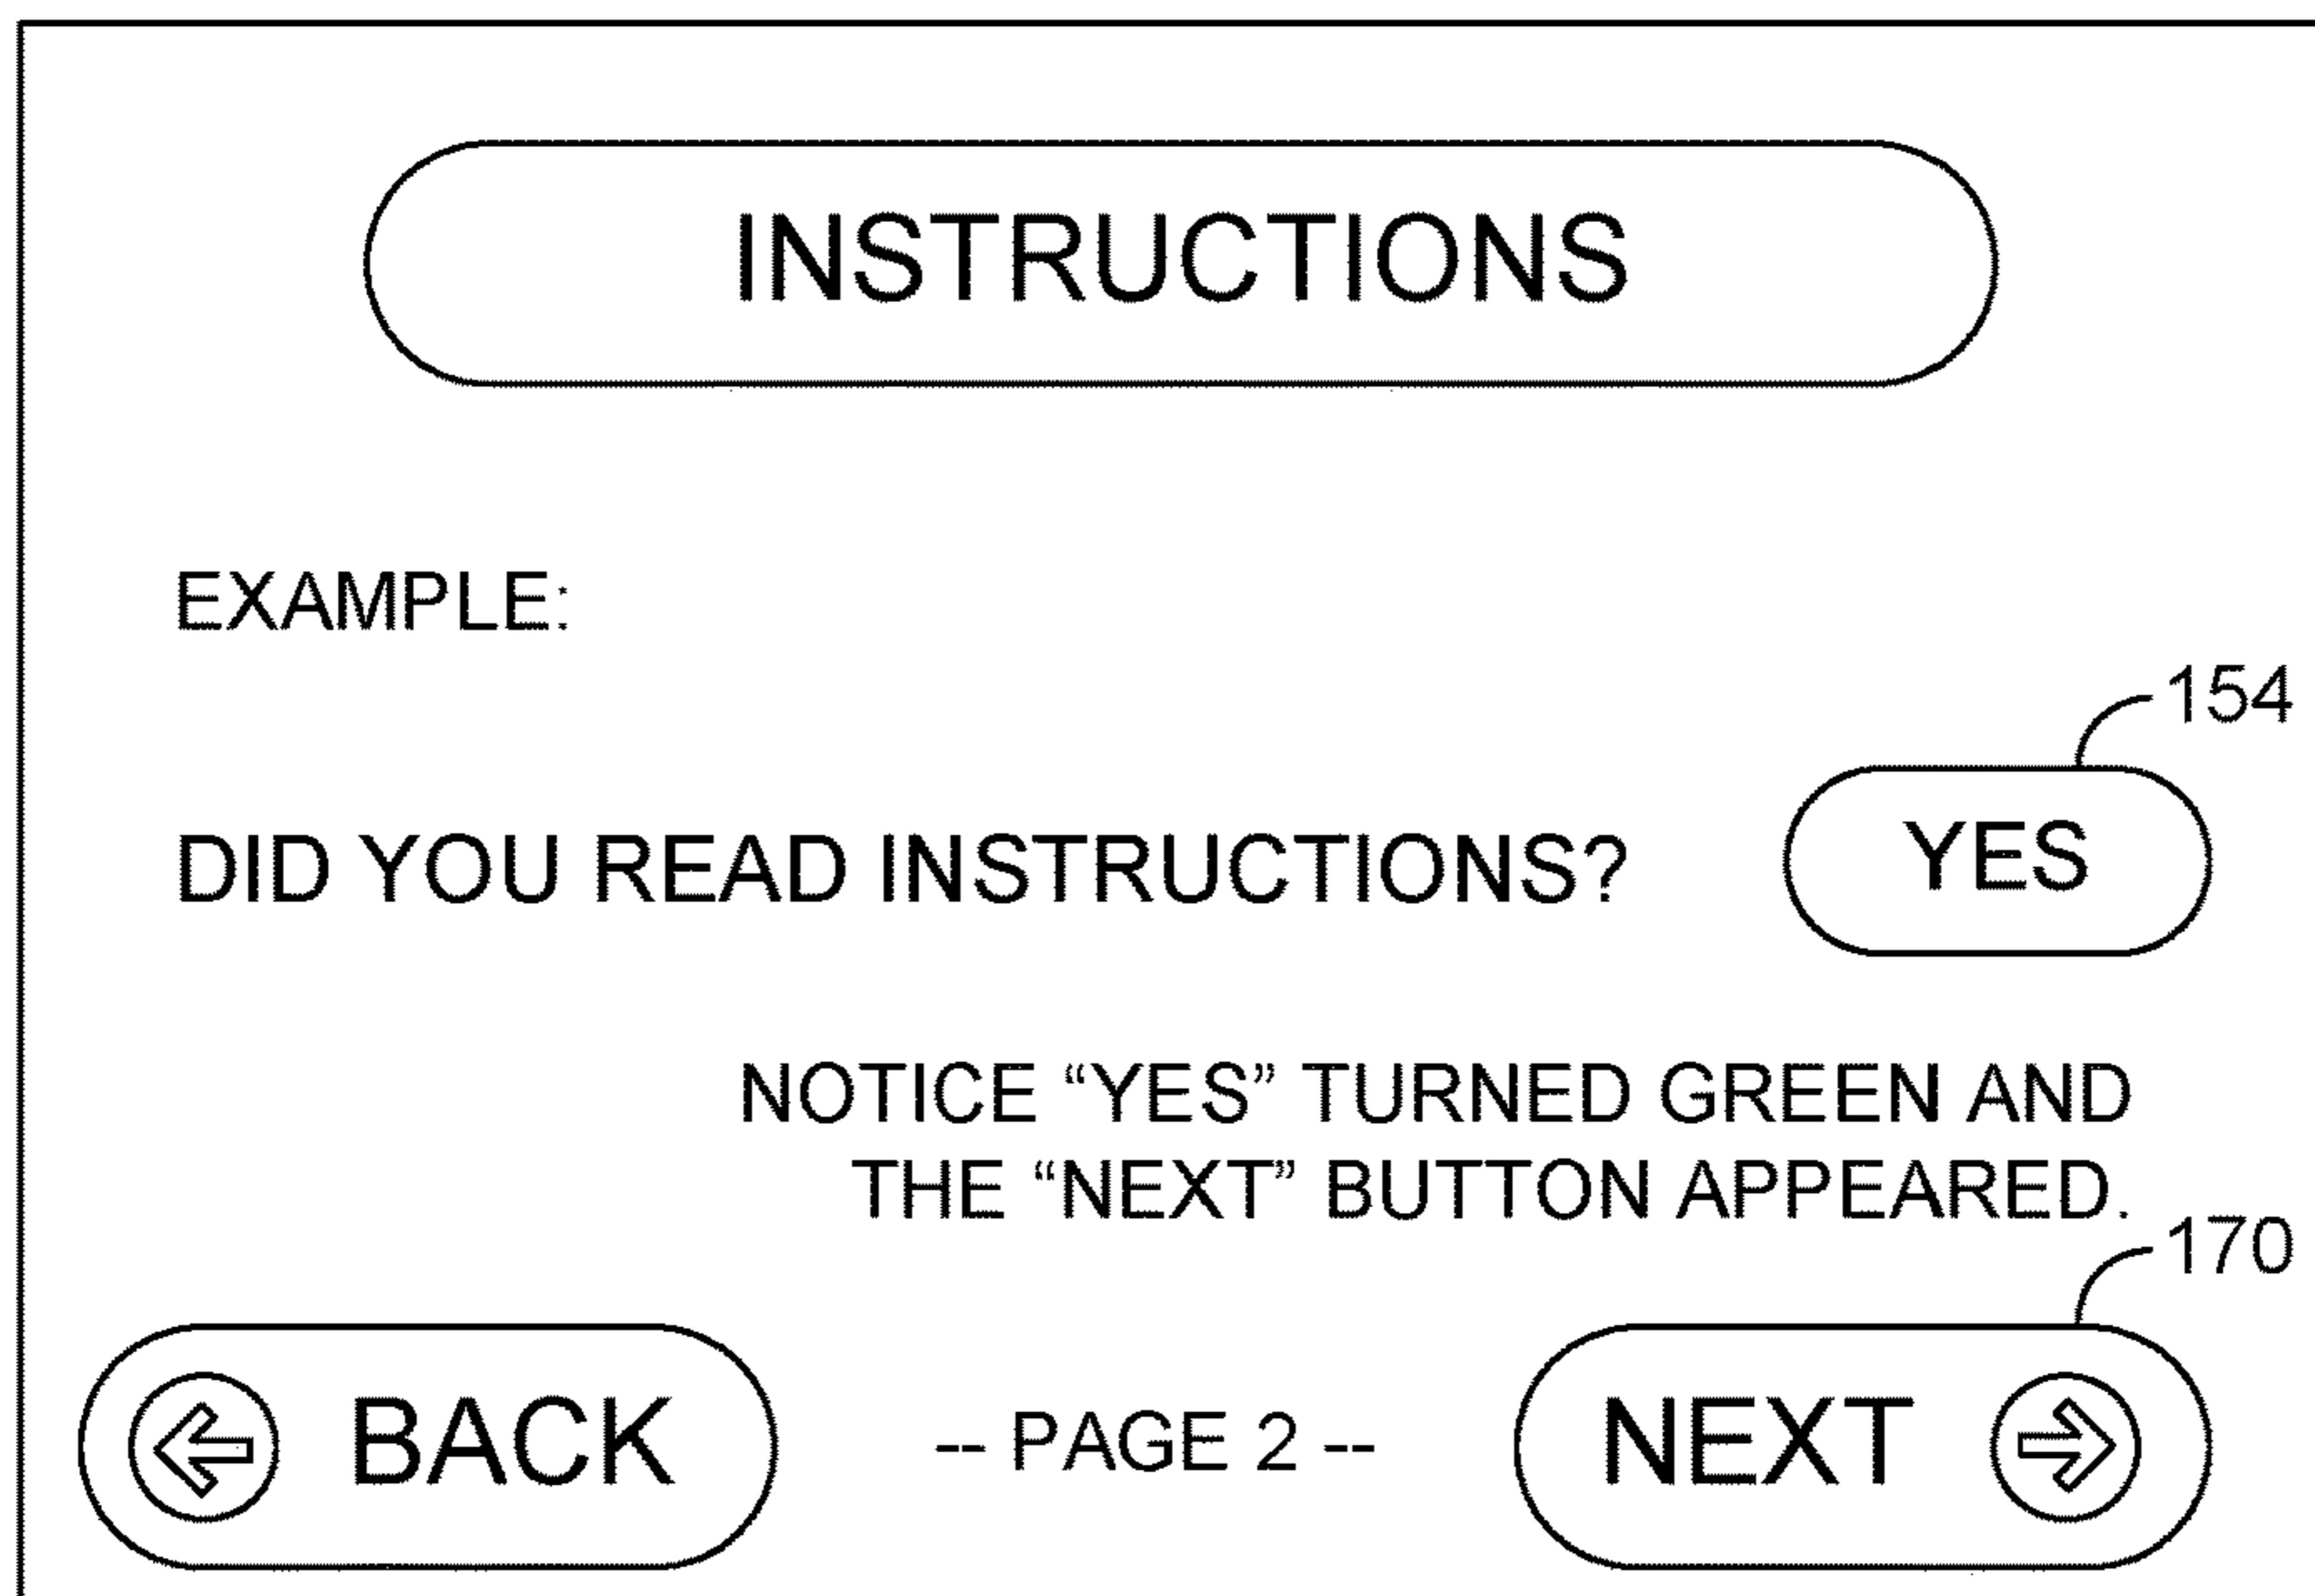 INSTRUCTIONS
EXAMPLE:
154
DID YOU READ INSTRUCTIONS? YES
NOTICE “YES” TURNED GREEN AND
THE “NEXT” BUTTON APPEARED.
170
BACK -- PAGE 2 -- NEXT